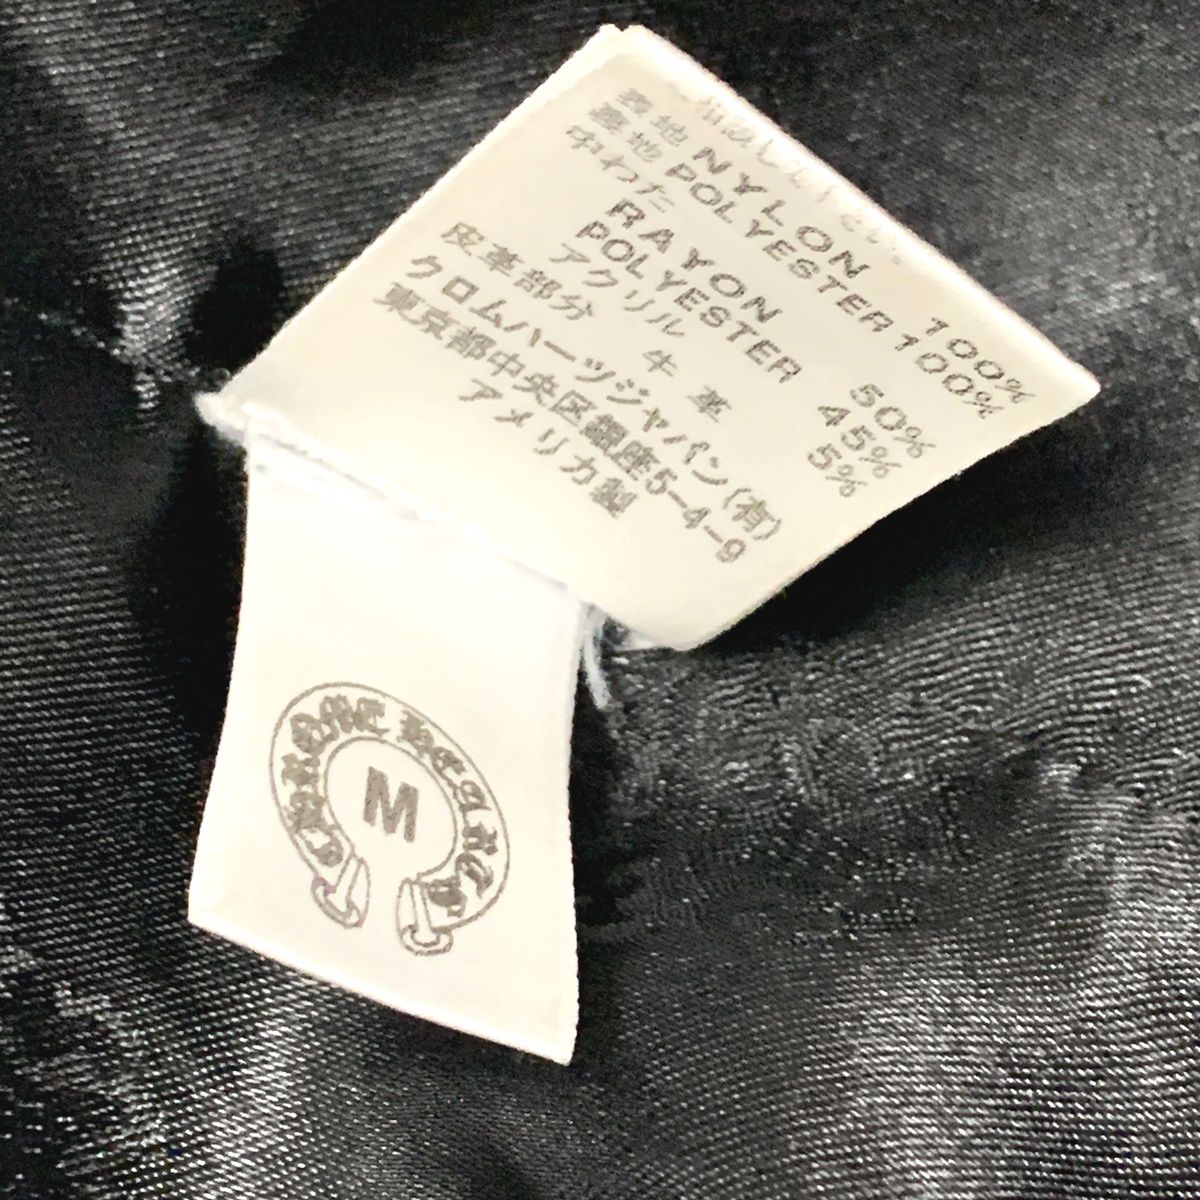 表地 NYLON 100%
裏地 POLYESTER 100%
中わた
RAYON 50%
POLYESTER 45%
アクリル 5%
皮革部分 牛革
クロムハーツジャパン(有)
東京都中央区銀座5-4-9
アメリカ製
CHROME HEARTS
M